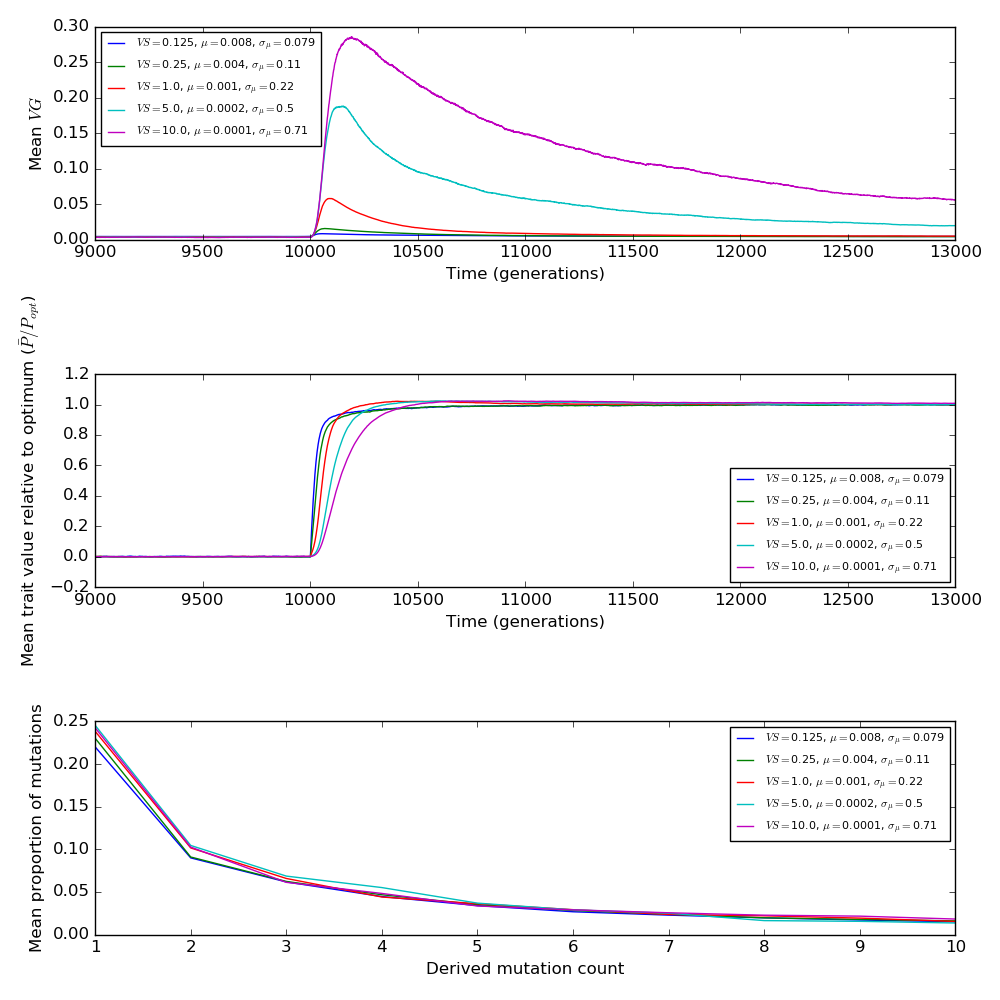 0.30
0.25
0.20
0.15
0.10
0.05
0.00
Mean VG
VS=0.125, μ=0.008, σμ=0.079
VS=0.25, μ=0.004, σμ=0.11
VS=1.0, μ=0.001, σμ=0.22
VS=5.0, μ=0.0002, σμ=0.5
VS=10.0, μ=0.0001, σμ=0.71
9000 9500 10000 10500 11000 11500 12000 12500 13000
Time (generations)
Mean trait value relative to optimum (P̄/Popt)
1.2
1.0
0.8
0.6
0.4
0.2
0.0
−0.2
VS=0.125, μ=0.008, σμ=0.079
VS=0.25, μ=0.004, σμ=0.11
VS=1.0, μ=0.001, σμ=0.22
VS=5.0, μ=0.0002, σμ=0.5
VS=10.0, μ=0.0001, σμ=0.71
9000 9500 10000 10500 11000 11500 12000 12500 13000
Time (generations)
Mean proportion of mutations
0.25
0.20
0.15
0.10
0.05
0.00
VS=0.125, μ=0.008, σμ=0.079
VS=0.25, μ=0.004, σμ=0.11
VS=1.0, μ=0.001, σμ=0.22
VS=5.0, μ=0.0002, σμ=0.5
VS=10.0, μ=0.0001, σμ=0.71
1 2 3 4 5 6 7 8 9 10
Derived mutation count